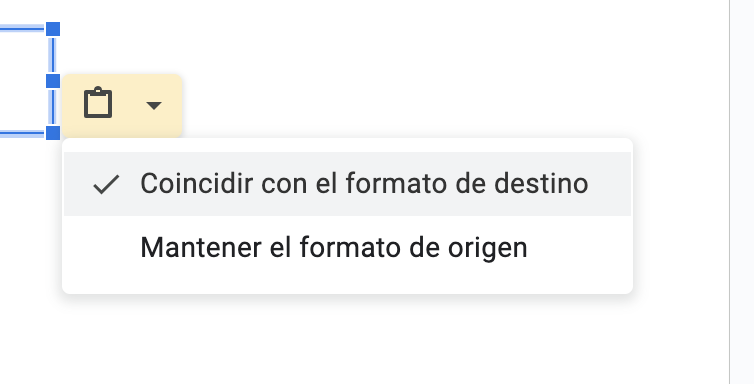 Coincidir con el formato de destino
Mantener el formato de origen